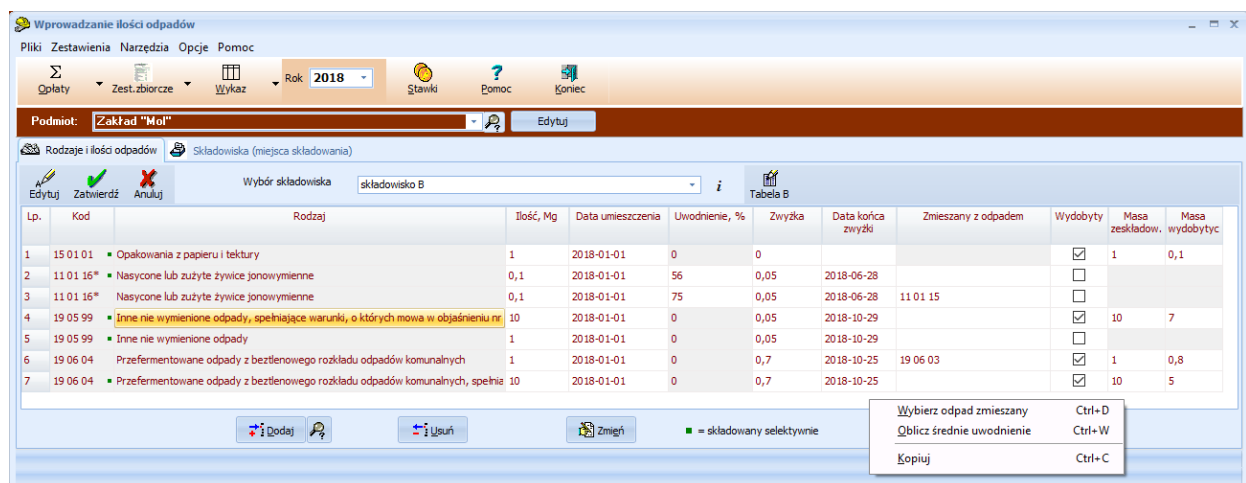 Wprowadzanie ilości odpadów
Pliki Zestawienia Narzędzia Opcje Pomoc
Σ Opłaty Zest.zbiorcze Wykaz Rok 2018 Stawki Pomoc Koniec
Podmiot: Zakład "Mol" Edytuj
Rodzaje i ilości odpadów Składowiska (miejsca składowania)
Edytuj Zatwierdź Anuluj Wybór składowiska składowisko B i Tabela B
Lp. Kod Rodzaj Ilość, Mg Data umieszczenia Uwodnienie, % Zwyżka Data końca zwyżki Zmieszany z odpadem Wydobyty Masa zeskładow. Masa wydobytyc
1 15 01 01 Opakowania z papieru i tektury 1 2018-01-01 0 0 1 0,1
2 11 01 16* Nasycone lub zużyte żywice jonowymienne 0,1 2018-01-01 56 0,05 2018-06-28
3 11 01 16* Nasycone lub zużyte żywice jonowymienne 0,1 2018-01-01 75 0,05 2018-06-28 11 01 15
4 19 05 99 Inne nie wymienione odpady, spełniające warunki, o których mowa w objaśnieniu nr 10 2018-01-01 0 0,05 2018-10-29 10 7
5 19 05 99 Inne nie wymienione odpady 1 2018-01-01 0 0,05 2018-10-29
6 19 06 04 Przefermentowane odpady z beztlenowego rozkładu odpadów komunalnych 1 2018-01-01 0 0,7 2018-10-25 19 06 03 1 0,8
7 19 06 04 Przefermentowane odpady z beztlenowego rozkładu odpadów komunalnych, spełnia 10 2018-01-01 0 0,7 2018-10-25 10 5
Dodaj Usuń Zmień = składowany selektywnie
Wybierz odpad zmieszany Ctrl+D
Oblicz średnie uwodnienie Ctrl+W
Kopiuj Ctrl+C